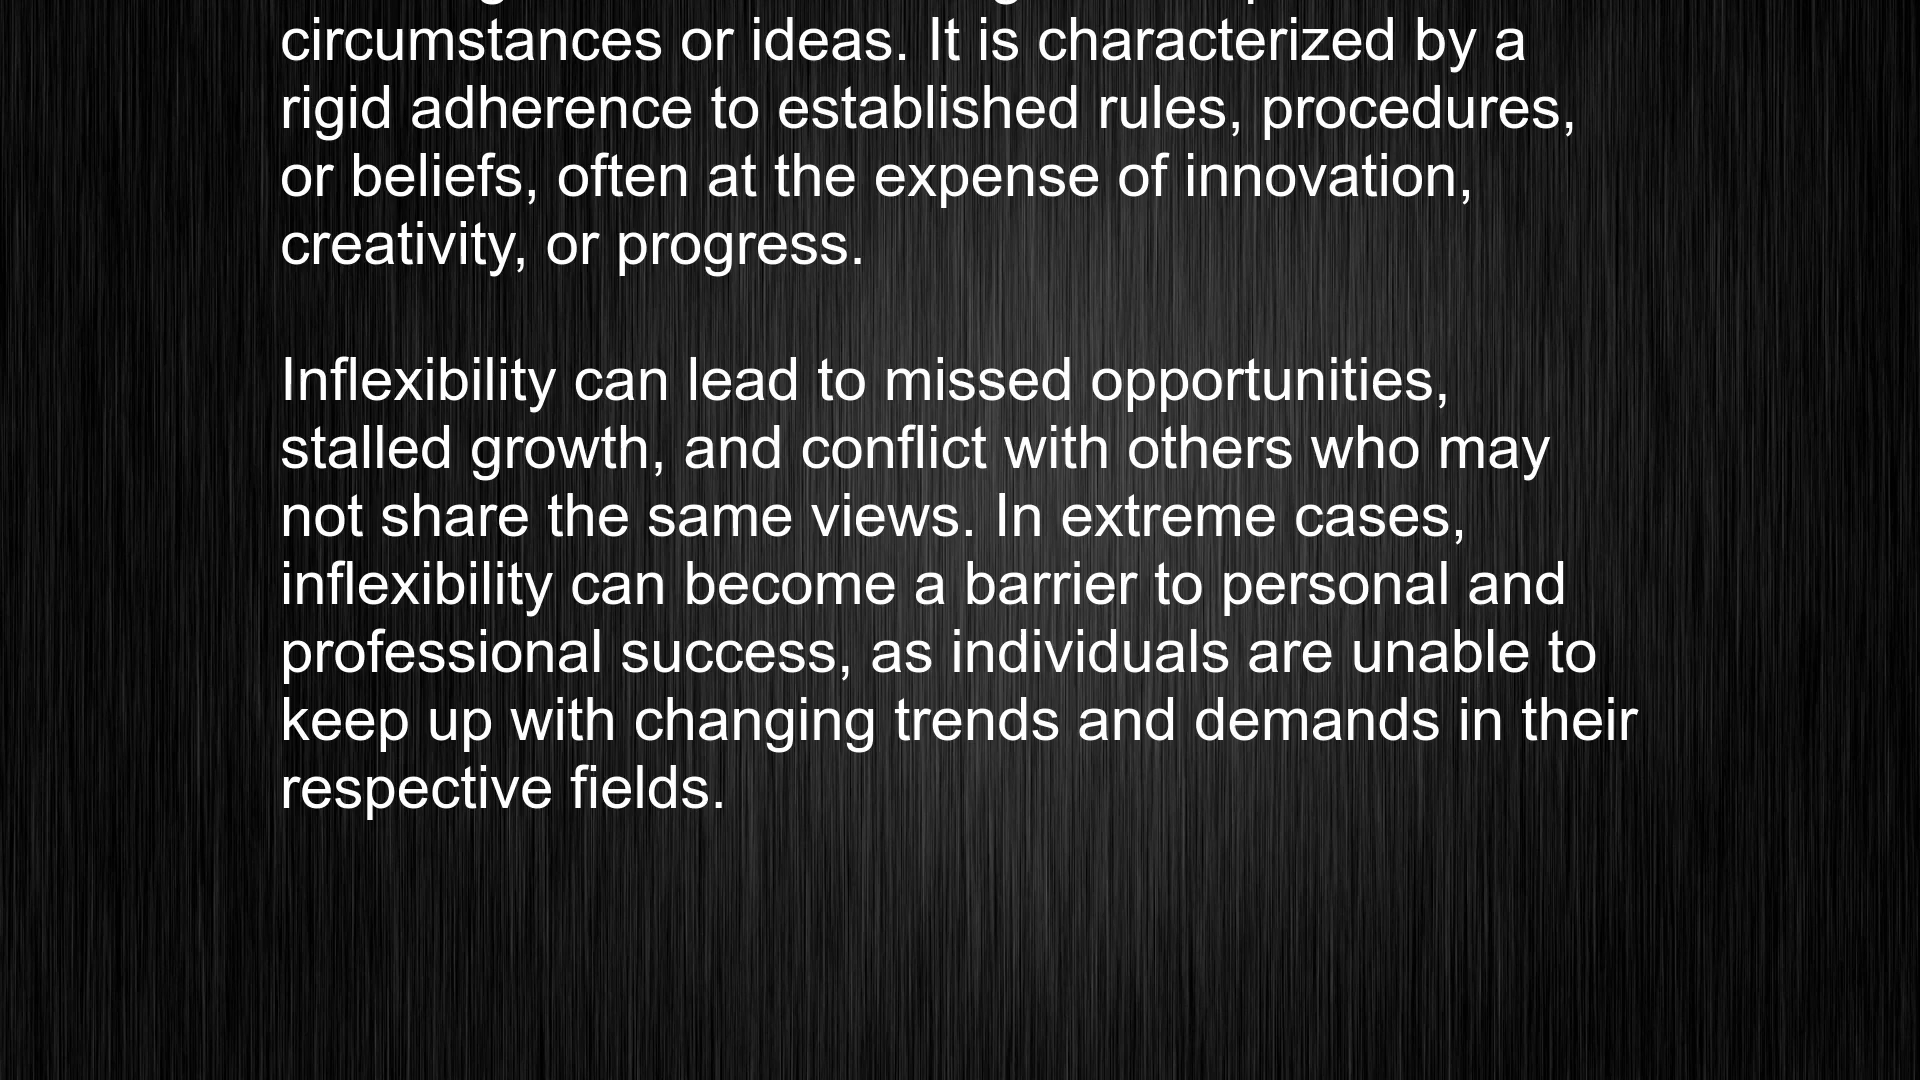 circumstances or ideas. It is characterized by a
rigid adherence to established rules, procedures,
or beliefs, often at the expense of innovation,
creativity, or progress.
Inflexibility can lead to missed opportunities,
stalled growth, and conflict with others who may
not share the same views. In extreme cases,
inflexibility can become a barrier to personal and
professional success, as individuals are unable to
keep up with changing trends and demands in their
respective fields.